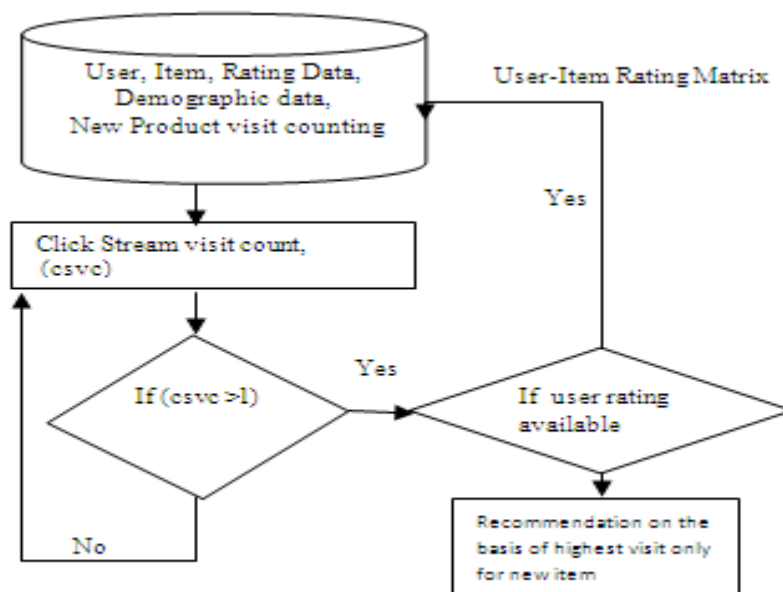 User, Item, Rating Data,
Demographic data,
New Product visit counting
User-Item Rating Matrix
Yes
Click Stream visit count,
(csvc)
If (csvc >1)
Yes
If user rating
available
No
Recommendation on the
basis of highest visit only
for new item